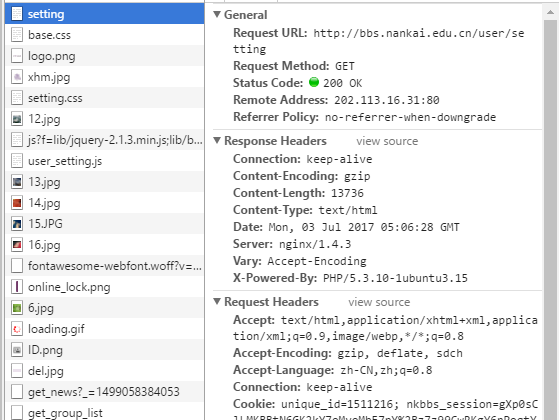 setting
base.css
logo.png
xhm.jpg
setting.css
12.jpg
js?f=lib/jquery-2.1.3.min.js;lib/b...
user_setting.js
13.jpg
14.jpg
15.JPG
16.jpg
fontawesome-webfont.woff?v=...
online_lock.png
6.jpg
loading.gif
ID.png
del.jpg
get_news?_=1499058384053
get_group_list
General
Request URL: http://bbs.nankai.edu.cn/user/se
tting
Request Method: GET
Status Code: 200 OK
Remote Address: 202.113.16.31:80
Referrer Policy: no-referrer-when-downgrade
Response Headers view source
Connection: keep-alive
Content-Encoding: gzip
Content-Length: 13736
Content-Type: text/html
Date: Mon, 03 Jul 2017 05:06:28 GMT
Server: nginx/1.4.3
Vary: Accept-Encoding
X-Powered-By: PHP/5.3.10-1ubuntu3.15
Request Headers view source
Accept: text/html,application/xhtml+xml,applica
tion/xml;q=0.9,image/webp,*/*;q=0.8
Accept-Encoding: gzip, deflate, sdch
Accept-Language: zh-CN,zh;q=0.8
Connection: keep-alive
Cookie: unique_id=1511216; nkbbs_session=gXp0sC